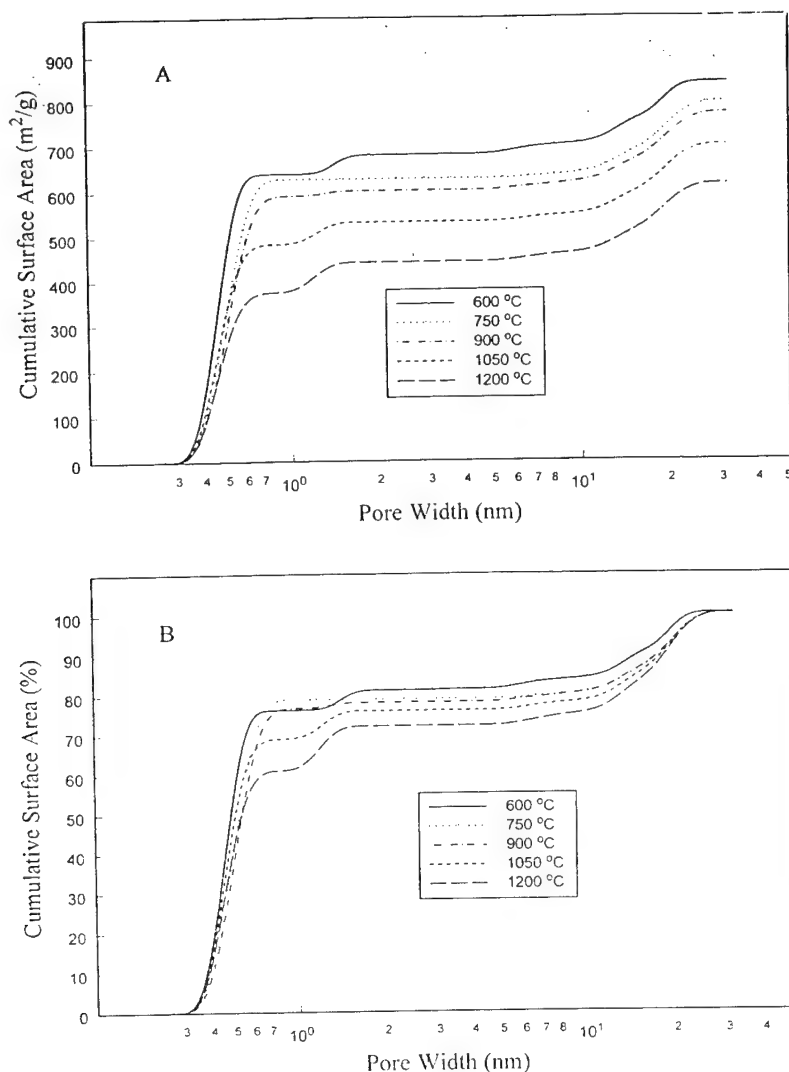 A
Cumulative Surface Area (m²/g)
900
800
700
600
500
400
300
200
100
0
600 °C
750 °C
900 °C
1050 °C
1200 °C
3 4 5 6 7 10⁰ 2 3 4 5 6 7 8 10¹ 2 3 4 5
Pore Width (nm)
B
Cumulative Surface Area (%)
100
90
80
70
60
50
40
30
20
10
0
600 °C
750 °C
900 °C
1050 °C
1200 °C
3 4 5 6 7 10⁰ 2 3 4 5 6 7 8 10¹ 2 3 4
Pore Width (nm)